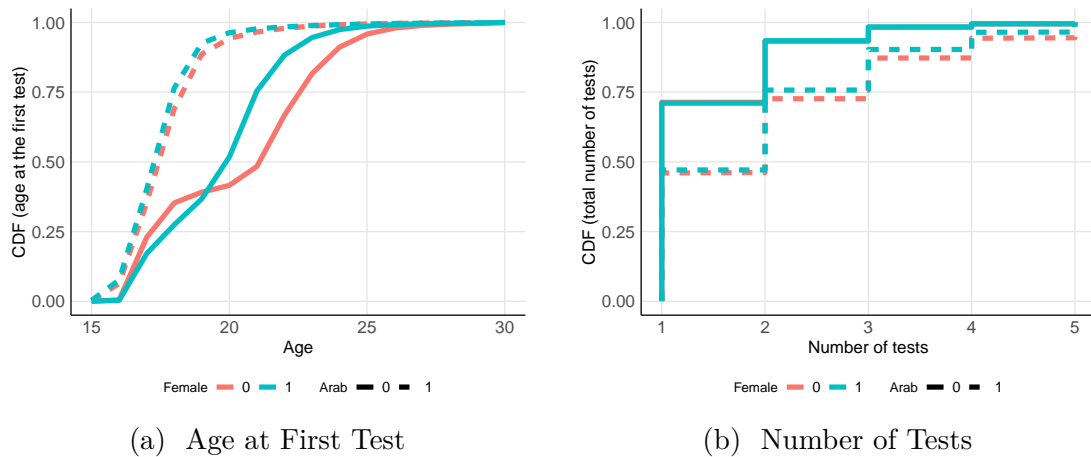 CDF (age at the first test)
1.00
0.75
0.50
0.25
0.00
15 20 25 30
Age
Female 0 1 Arab 0 1
(a) Age at First Test
CDF (total number of tests)
1.00
0.75
0.50
0.25
0.00
1 2 3 4 5
Number of tests
Female 0 1 Arab 0 1
(b) Number of Tests